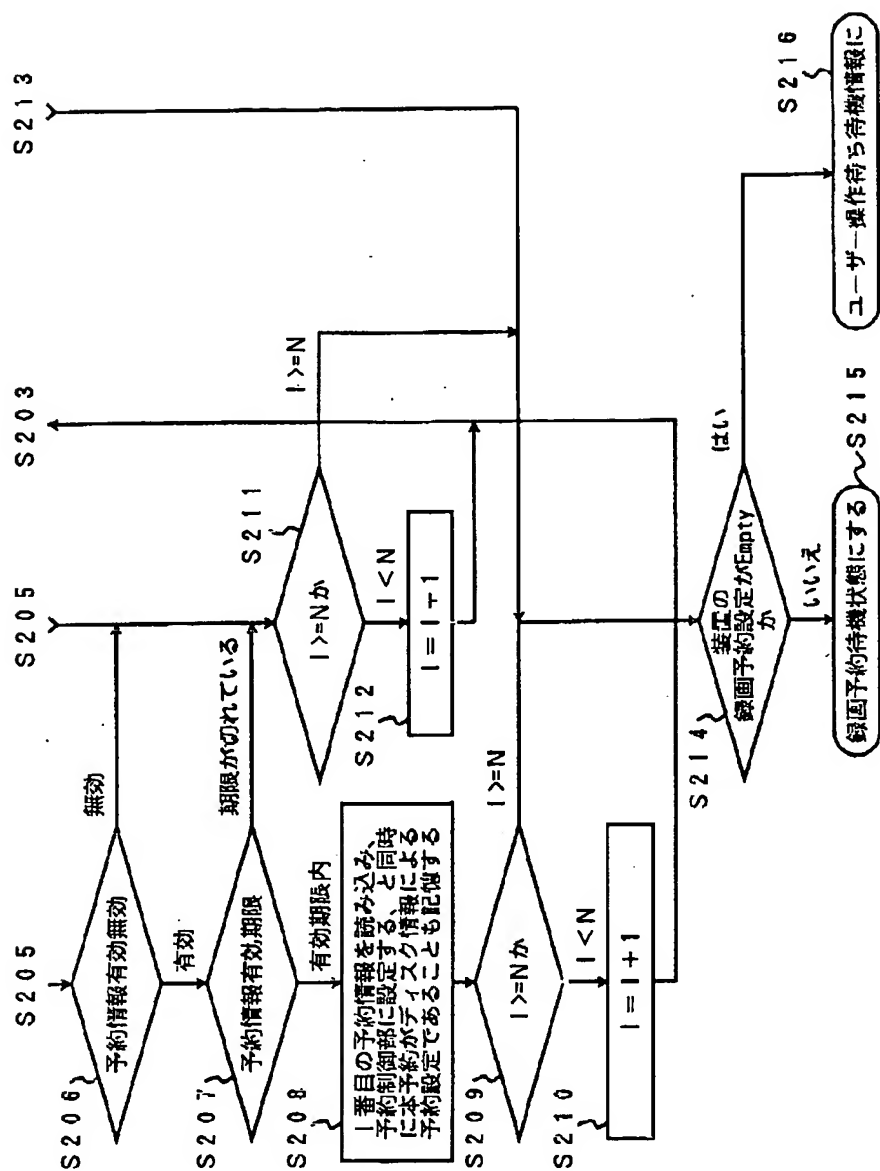 S205
S206
予約情報有効無効
無効
有効
S207
予約情報有効期限
期限が切れている
有効期限内
S208
I番目の予約情報を読み込み、
予約制御部に設定する、と同時
に本予約がディスク情報による
予約設定であることも記憶する
S209
I>=Nか
I>=N
I<N
S210
I=I+1
S205
S211
I>=Nか
I>=N
I<N
S212
I=I+1
S203
S213
S214
装置の
録画予約設定がEmpty
か
はい
いいえ
録画予約待機状態にする
S215
S216
ユーザー操作待ち待機情報に